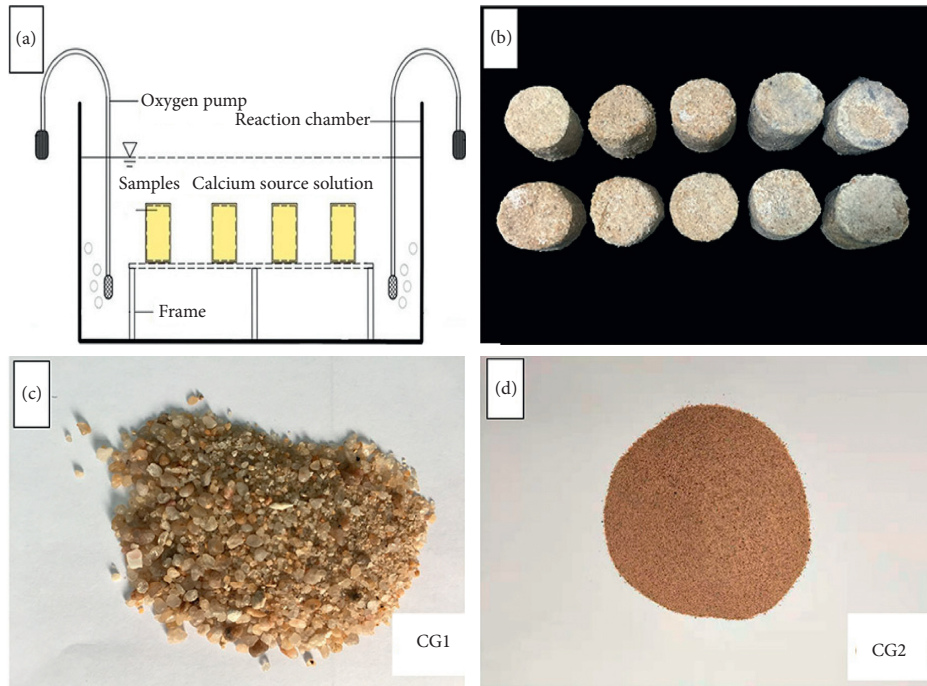 (a)
Oxygen pump
Reaction chamber
Samples
Calcium source solution
Frame
(b)
(c)
CG1
(d)
CG2